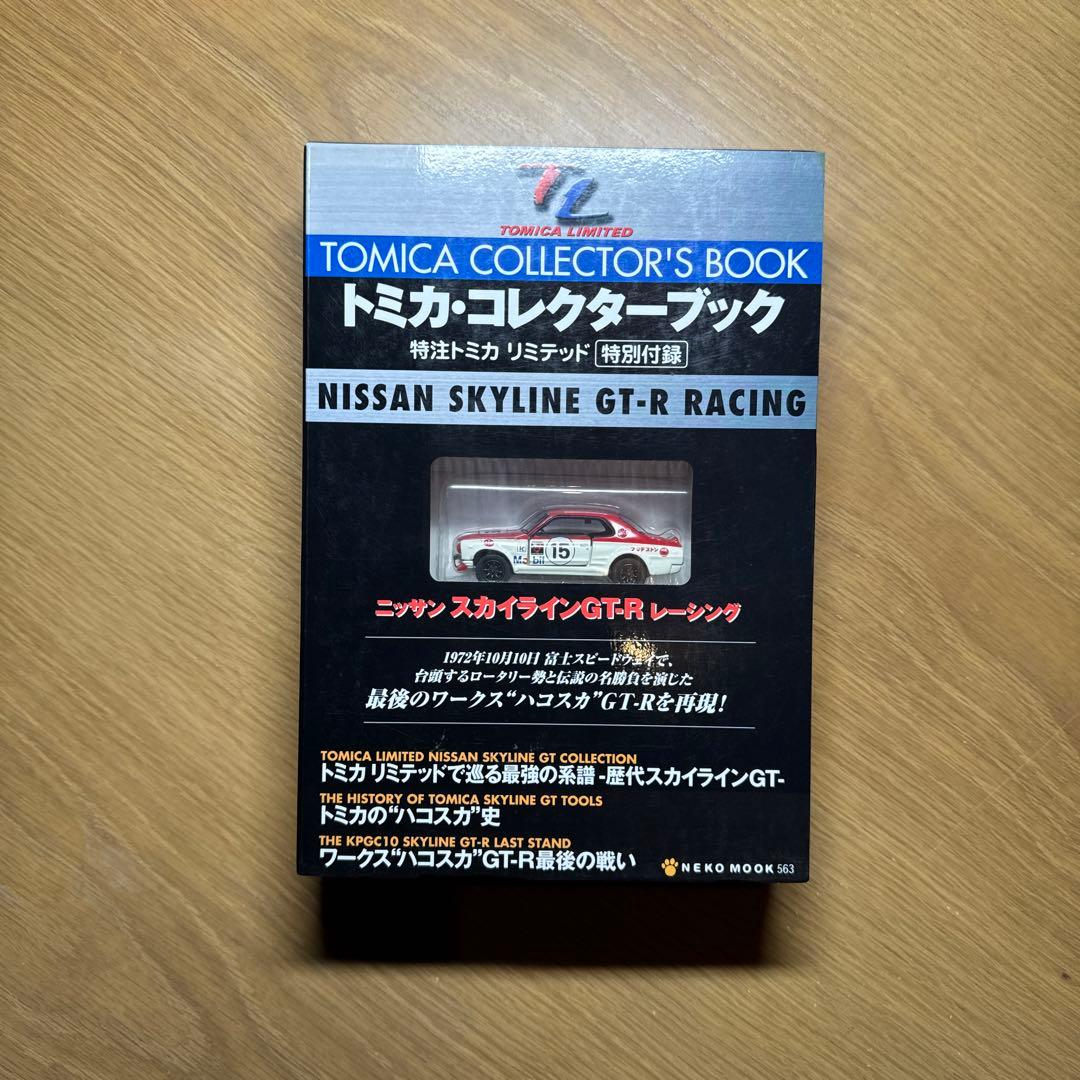 TL
TOMICA LIMITED
TOMICA COLLECTOR'S BOOK
トミカ・コレクターブック
特注トミカ リミテッド 特別付録
NISSAN SKYLINE GT-R RACING
15
Mobil
ニッサン スカイラインGT-R レーシング
1972年10月10日 富士スピードウェイで、
台頭するロータリー勢と伝説の名勝負を演じた
最後のワークス“ハコスカ”GT-Rを再現!
TOMICA LIMITED NISSAN SKYLINE GT COLLECTION
トミカ リミテッドで巡る最強の系譜 -歴代スカイラインGT-
THE HISTORY OF TOMICA SKYLINE GT TOOLS
トミカの“ハコスカ”史
THE KPGC10 SKYLINE GT-R LAST STAND
ワークス“ハコスカ”GT-R最後の戦い
NEKO MOOK 563